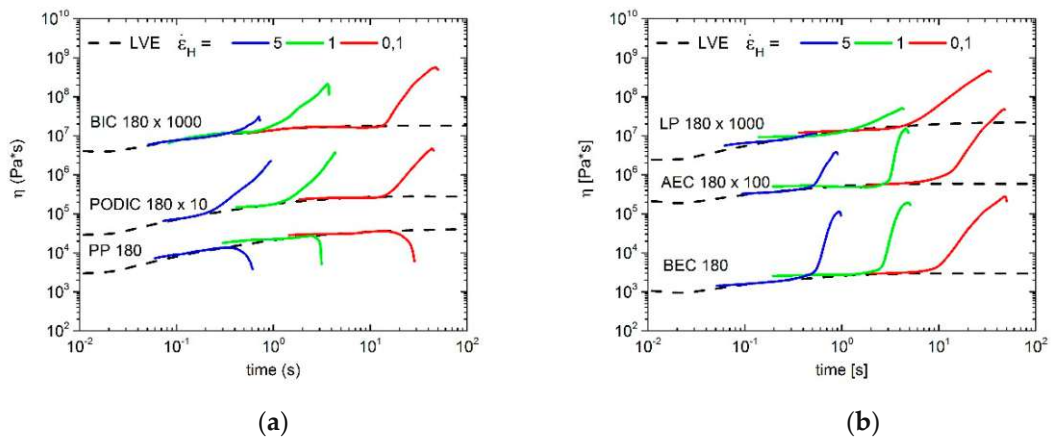 10^10
10^9
10^8
10^7
10^6
10^5
10^4
10^3
10^2
η (Pa*s)
LVE ε̇_H = 5 1 0,1
BIC 180 x 1000
PODIC 180 x 10
PP 180
10^-2 10^-1 10^0 10^1 10^2
time (s)
(a)
10^10
10^9
10^8
10^7
10^6
10^5
10^4
10^3
10^2
η [Pa*s]
LVE ε̇_H = 5 1 0,1
LP 180 x 1000
AEC 180 x 100
BEC 180
10^-2 10^-1 10^0 10^1 10^2
time [s]
(b)